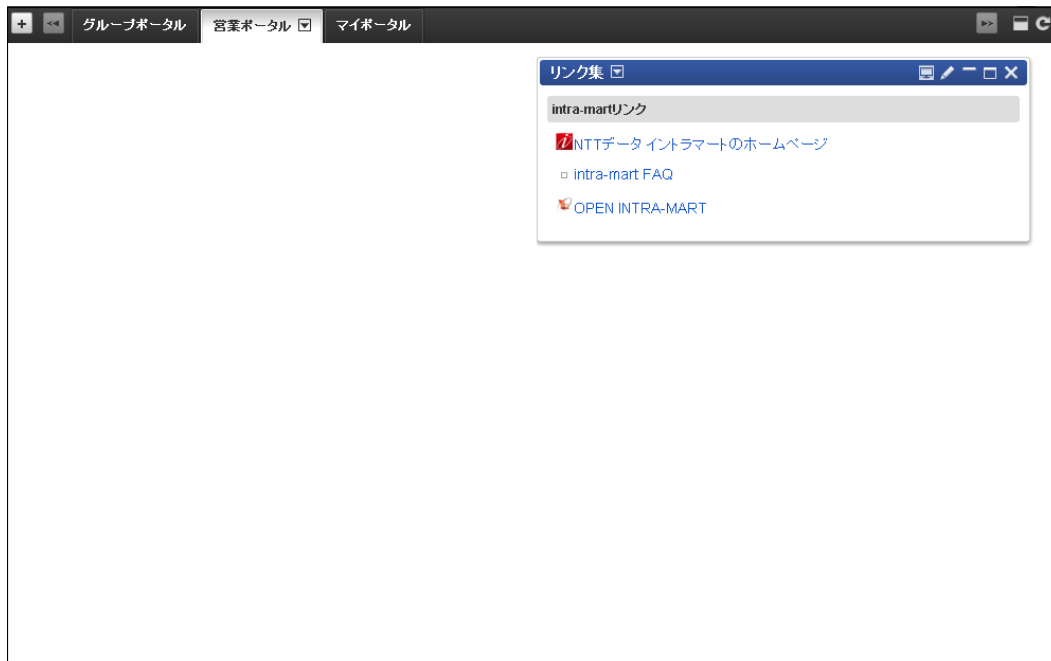 グループポータル 営業ポータル マイポータル
リンク集
intra-martリンク
NTTデータ イントラマートのホームページ
intra-mart FAQ
OPEN INTRA-MART